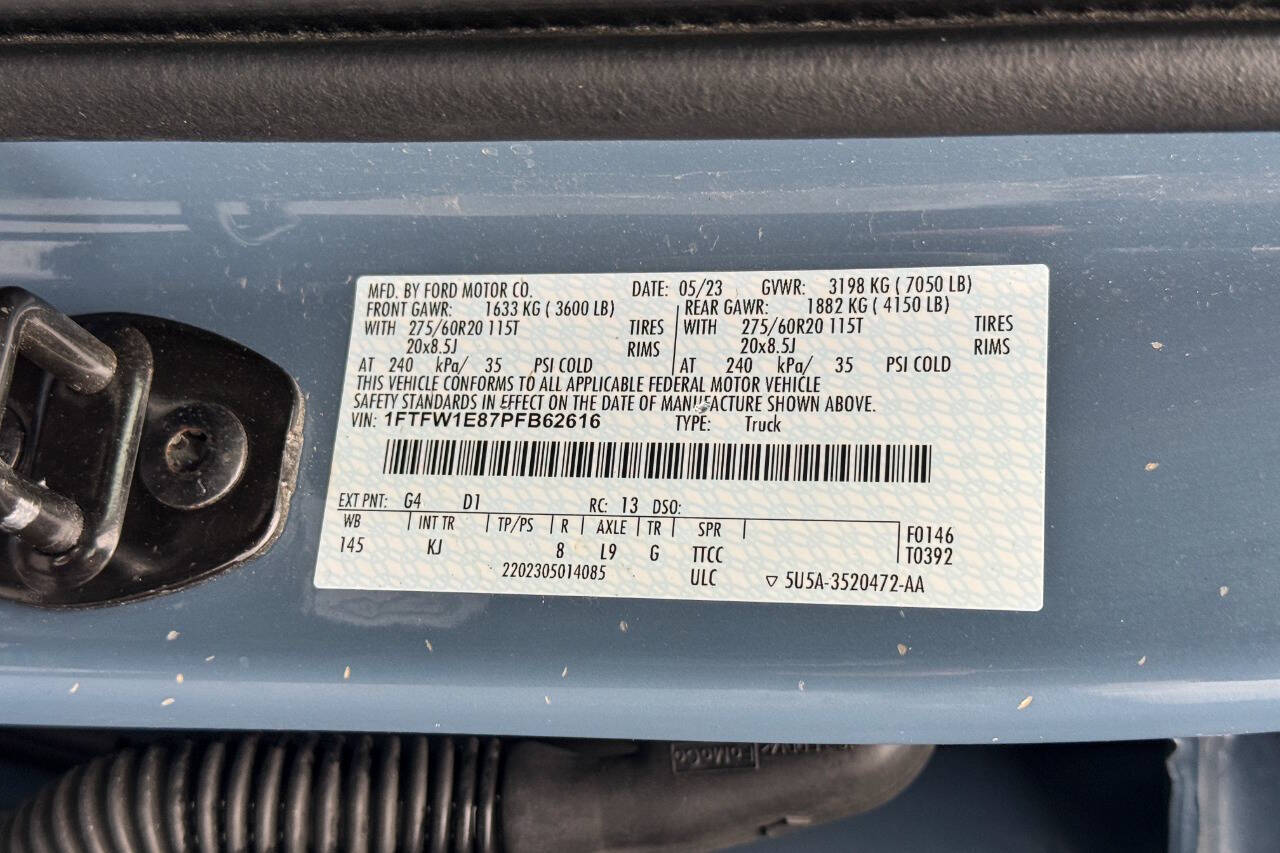 MFD. BY FORD MOTOR CO. DATE: 05/23 GVWR: 3198 KG ( 7050 LB)
FRONT GAWR: 1633 KG ( 3600 LB) REAR GAWR: 1882 KG ( 4150 LB)
WITH 275/60R20 115T TIRES WITH 275/60R20 115T TIRES
20x8.5J RIMS 20x8.5J RIMS
AT 240 kPa/ 35 PSI COLD AT 240 kPa/ 35 PSI COLD
THIS VEHICLE CONFORMS TO ALL APPLICABLE FEDERAL MOTOR VEHICLE
SAFETY STANDARDS IN EFFECT ON THE DATE OF MANUFACTURE SHOWN ABOVE.
VIN: 1FTFW1E87PFB62616 TYPE: Truck
EXT PNT: G4 D1 RC: 13 DSO:
WB INT TR TP/PS R AXLE TR SPR F0146
145 KJ 8 L9 G TTCC T0392
2202305014085 ULC ▽ 5U5A-3520472-AA
FoMoCo